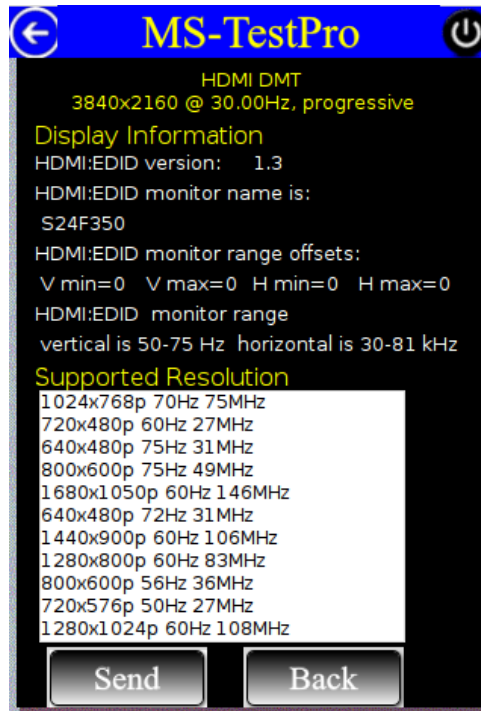 MS-TestPro
HDMI DMT
3840x2160 @ 30.00Hz, progressive
Display Information
HDMI:EDID version: 1.3
HDMI:EDID monitor name is:
S24F350
HDMI:EDID monitor range offsets:
V min=0 V max=0 H min=0 H max=0
HDMI:EDID monitor range
vertical is 50-75 Hz horizontal is 30-81 kHz
Supported Resolution
1024x768p 70Hz 75MHz
720x480p 60Hz 27MHz
640x480p 75Hz 31MHz
800x600p 75Hz 49MHz
1680x1050p 60Hz 146MHz
640x480p 72Hz 31MHz
1440x900p 60Hz 106MHz
1280x800p 60Hz 83MHz
800x600p 56Hz 36MHz
720x576p 50Hz 27MHz
1280x1024p 60Hz 108MHz
Send Back